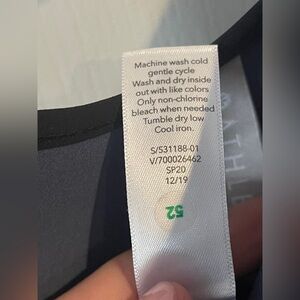 Machine wash cold
gentle cycle
Wash and dry inside
out with like colors
Only non-chlorine
bleach when needed
Tumble dry low
Cool iron.
S/531188-01
V/700026462
SP20
12/19
52
ATHLE